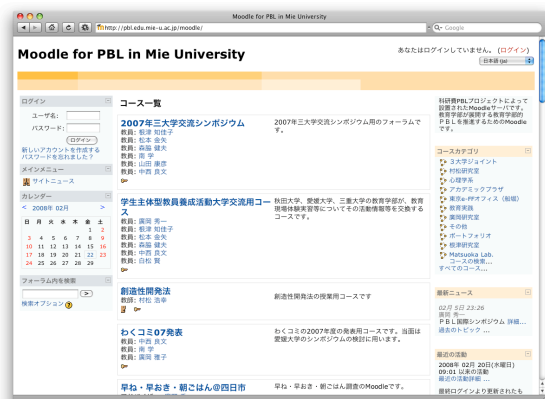 Moodle for PBL in Mie University
http://pbl.edu.mie-u.ac.jp/moodle/
Google
Moodle for PBL in Mie University
あなたはログインしていません。 (ログイン)
日本語 (ja)
ログイン
ユーザ名:
パスワード:
ログイン
新しいアカウントを作成する
パスワードを忘れました？
メインメニュー
サイトニュース
カレンダー
< 2008年 02月 >
日 月 火 水 木 金 土
1 2
3 4 5 6 7 8 9
10 11 12 13 14 15 16
17 18 19 20 21 22 23
24 25 26 27 28 29
フォーラム内を検索
>
検索オプション
コース一覧
2007年三大学交流シンポジウム
教員: 根津 知佳子
教員: 松本 金矢
教員: 森脇 健夫
教員: 南 学
教員: 山田 康彦
教員: 中西 良文
2007年三大学交流シンポジウム用のフォーラムで
す。
学生主体型教員養成活動大学交流用コー
ス
教員: 廣岡 秀一
教員: 根津 知佳子
教員: 松本 金矢
教員: 森脇 健夫
教員: 中西 良文
教員: 白松 賢
秋田大学、愛媛大学、三重大学の教育学部が、教育
現場体験実習等についてその活動情報等を交換する
コースです。
創造性開発法
教師: 村松 浩幸
創造性開発法の授業用コースです
わくコミ07発表
教員: 中西 良文
教員: 南 学
教員: 廣岡 雅子
わくコミの2007年度の発表用コースです。当面は
愛媛大学のシンポジウムの検討に用います。
早ね・早おき・朝ごはん@四日市
早ね・早おき・朝ごはん調査のMoodleです。
科研費PBLプロジェクトによって
設置されたMoodleサーバです。
教育学部が展開する教育学部的
ＰＢＬを推進するためのMoodle
です。
コースカテゴリ
３大学ジョイント
村松研究室
心理学系
アカデミックプラザ
東京e-FFオフィス（船堀）
教育実践
廣岡研究室
その他
ポートフォリオ
根津研究室
Matsuoka Lab.
コースの検索...
すべてのコース...
最新ニュース
02月 5日 23:26
廣岡 秀一
ＰＢＬ国際シンポジウム 詳細...
過去のトピック ...
最近の活動
2008年 02月 20日(水曜日)
09:01 以来の活動
最近の活動詳細 ...
最終ログインより更新されたも